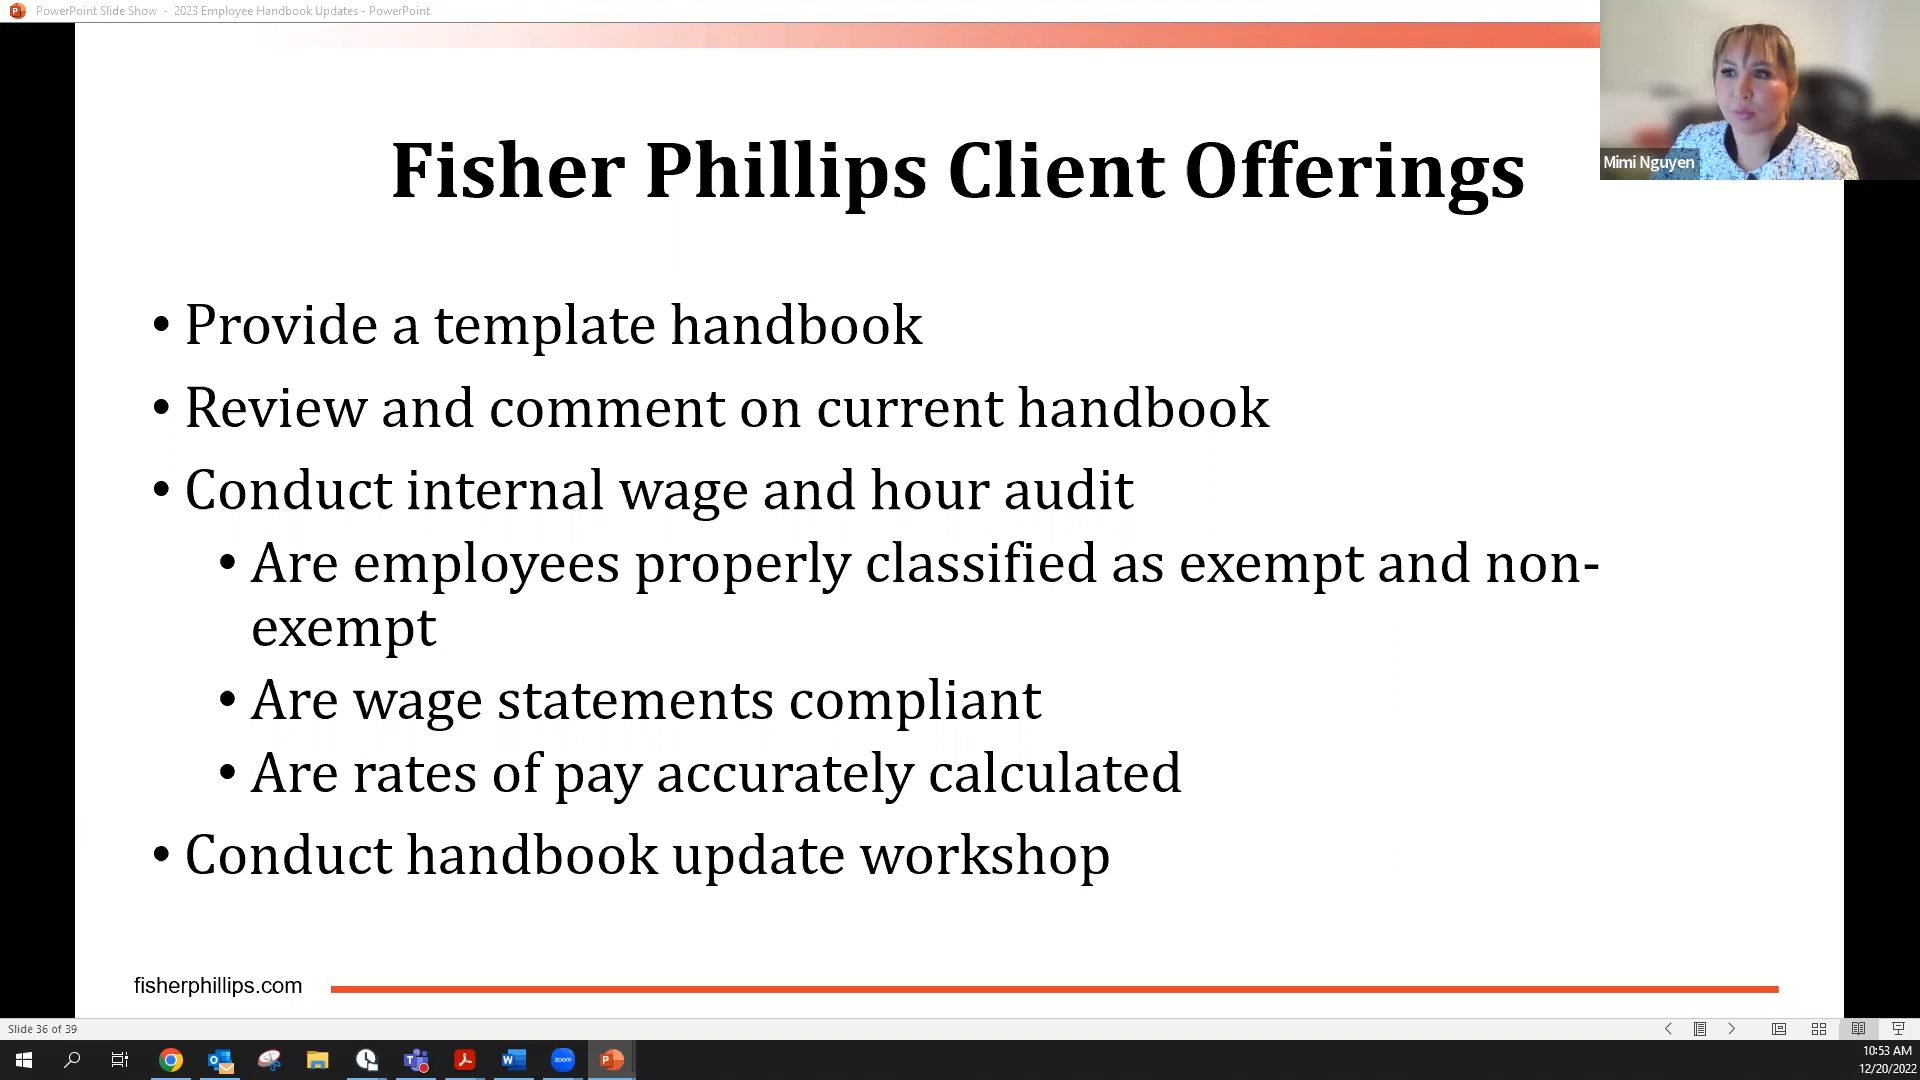 PowerPoint Slide Show - 2023 Employee Handbook Updates - PowerPoint
Mimi Nguyen
Fisher Phillips Client Offerings
• Provide a template handbook
• Review and comment on current handbook
• Conduct internal wage and hour audit
• Are employees properly classified as exempt and non-
exempt
• Are wage statements compliant
• Are rates of pay accurately calculated
• Conduct handbook update workshop
fisherphillips.com
Slide 36 of 39
zoom
10:53 AM
12/20/2022